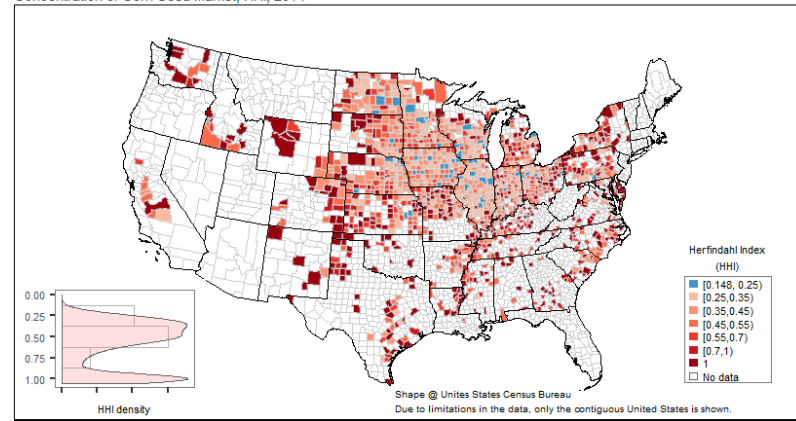 Herfindahl Index
(HHI)
[0.148, 0.25)
[0.25,0.35)
[0.35,0.45)
[0.45,0.55)
[0.55,0.7)
[0.7,1)
1
No data
0.00
0.25
0.50
0.75
1.00
HHI density
Shape @ Unites States Census Bureau
Due to limitations in the data, only the contiguous United States is shown.